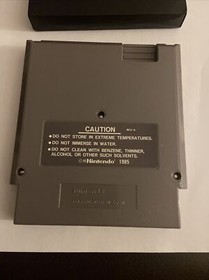 CAUTION
• DO NOT STORE IN EXTREME TEMPERATURES.
• DO NOT IMMERSE IN WATER.
• DO NOT CLEAN WITH BENZENE, THINNER,
ALCOHOL OR OTHER SUCH SOLVENTS.
©Nintendo 1985